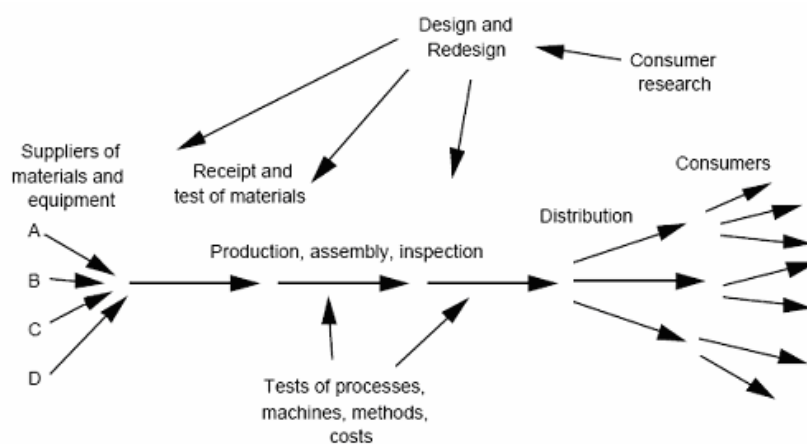 Design and
Redesign
Consumer
research
Suppliers of
materials and
equipment
Receipt and
test of materials
Consumers
Distribution
A
Production, assembly, inspection
B
C
D
Tests of processes,
machines, methods,
costs